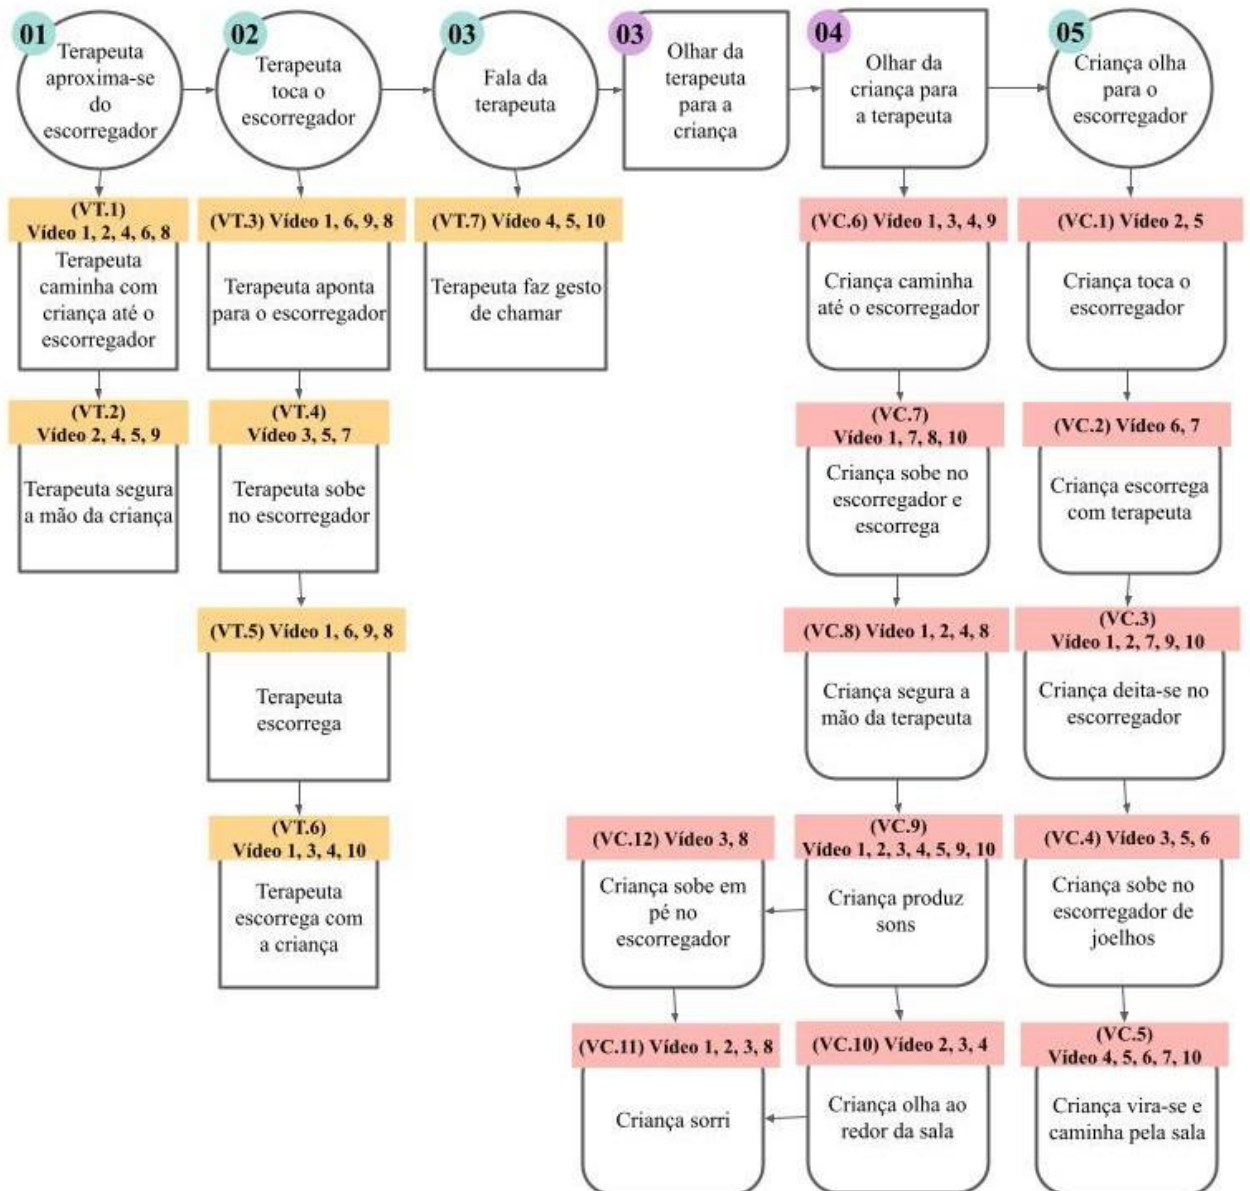 01
Terapeuta
aproxima-se
do
escorregador
02
Terapeuta
toca o
escorregador
03
Fala da
terapeuta
03
Olhar da
terapeuta
para a
criança
04
Olhar da
criança para
a terapeuta
05
Criança olha
para o
escorregador
(VT.1)
Vídeo 1, 2, 4, 6, 8
Terapeuta
caminha com
criança até o
escorregador
(VT.3) Vídeo 1, 6, 9, 8
Terapeuta aponta
para o escorregador
(VT.7) Vídeo 4, 5, 10
Terapeuta faz gesto
de chamar
(VC.6) Vídeo 1, 3, 4, 9
Criança caminha
até o escorregador
(VC.1) Vídeo 2, 5
Criança toca o
escorregador
(VT.2)
Vídeo 2, 4, 5, 9
Terapeuta segura
a mão da criança
(VT.4)
Vídeo 3, 5, 7
Terapeuta sobe
no escorregador
(VC.7)
Vídeo 1, 7, 8, 10
Criança sobe no
escorregador e
escorrega
(VC.2) Vídeo 6, 7
Criança escorrega
com terapeuta
(VT.5) Vídeo 1, 6, 9, 8
Terapeuta
escorrega
(VC.8) Vídeo 1, 2, 4, 8
Criança segura a
mão da terapeuta
(VC.3)
Vídeo 1, 2, 7, 9, 10
Criança deita-se no
escorregador
(VT.6)
Vídeo 1, 3, 4, 10
Terapeuta
escorrega com
a criança
(VC.12) Vídeo 3, 8
Criança sobe em
pé no
escorregador
(VC.9)
Vídeo 1, 2, 3, 4, 5, 9, 10
Criança produz
sons
(VC.4) Vídeo 3, 5, 6
Criança sobe no
escorregador de
joelhos
(VC.11) Vídeo 1, 2, 3, 8
Criança sorri
(VC.10) Vídeo 2, 3, 4
Criança olha ao
redor da sala
(VC.5)
Vídeo 4, 5, 6, 7, 10
Criança vira-se e
caminha pela sala